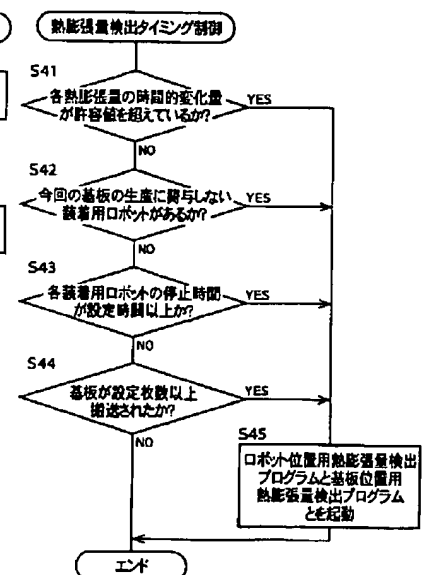 熱膨張量検出タイミング制御
S41
各熱膨張量の時間的変化量
が許容値を超えているか?
YES
NO
S42
今回の基板の生産に関与しない
装着用ロボットがあるか?
YES
NO
S43
各装着用ロボットの停止時間
が設定時間以上か?
YES
NO
S44
基板が設定枚数以上
搬送されたか?
YES
NO
S45
ロボット位置用熱膨張量検出
プログラムと基板位置用
熱膨張量検出プログラム
とを起動
エンド